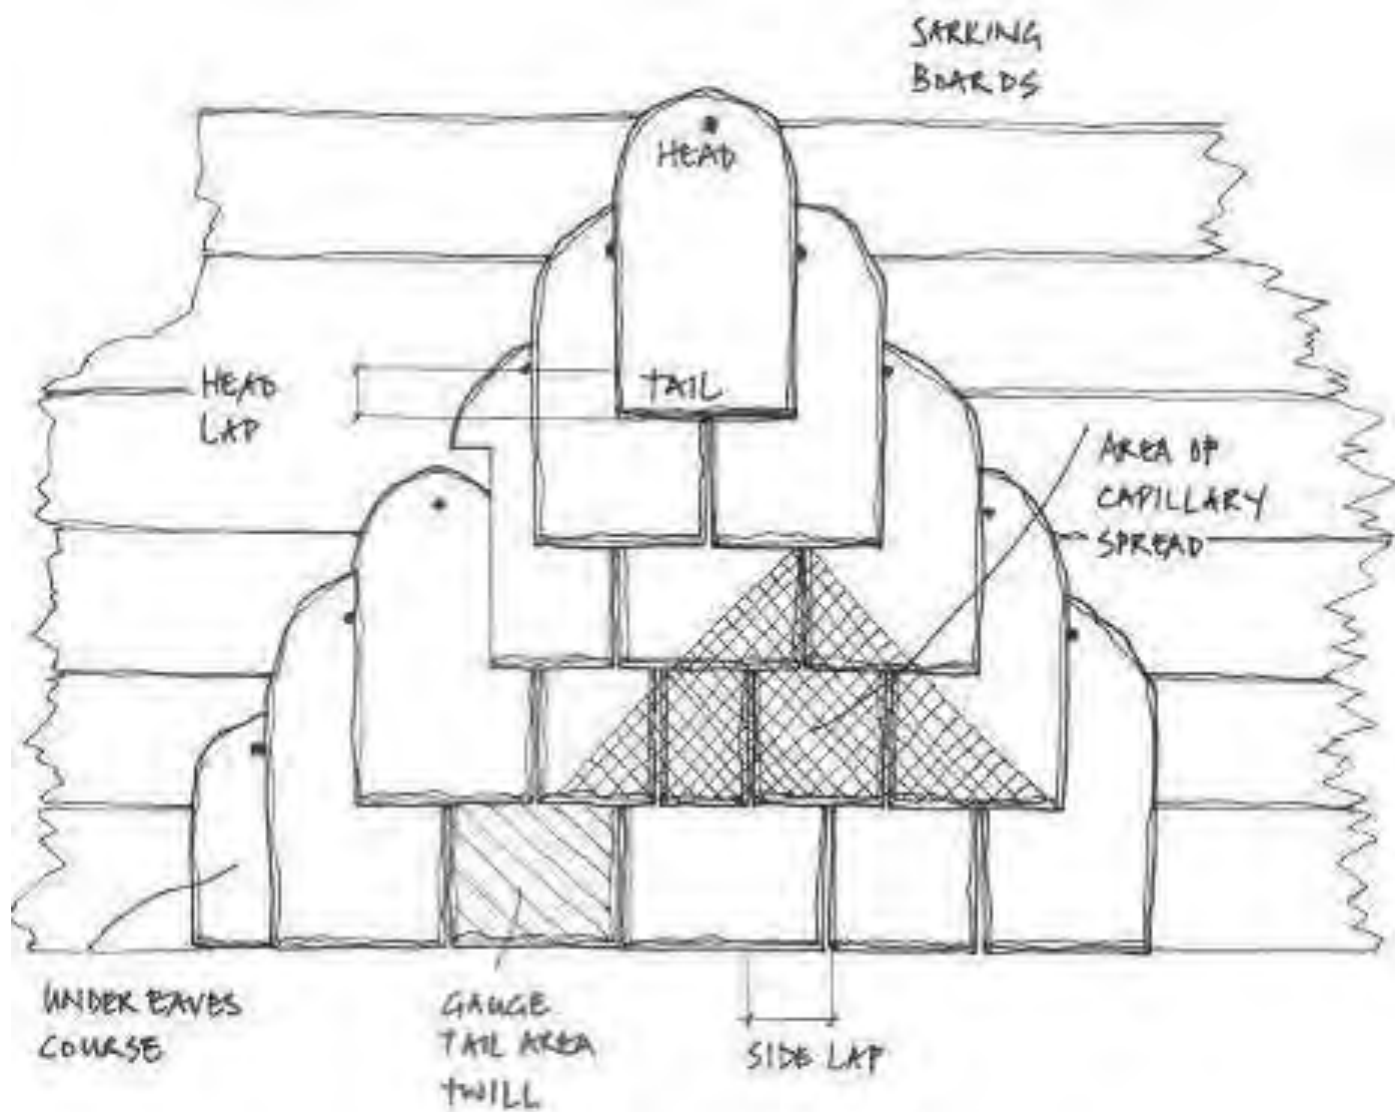 SARKING
BOARDS
HEAD
HEAD
LAP
TAIL
AREA OF
CAPILLARY
SPREAD
UNDER EAVES
COURSE
GAUGE
TAIL AREA
TWILL
SIDE LAP